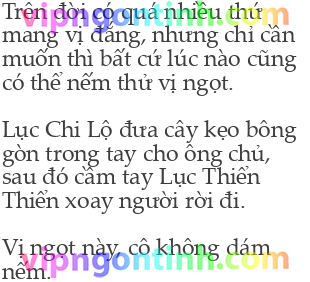 Trên đời có quá nhiều thứ
mang vị đắng, nhưng chỉ cần
muốn thì bất cứ lúc nào cũng
có thể nếm thử vị ngọt.
Lục Chi Lộ đưa cây kẹo bông
gòn trong tay cho ông chủ,
sau đó cầm tay Lục Thiển
Thiển xoay người rời đi.
Vị ngọt này, cô không dám
nếm.
vipngontinh.com
vipngontinh.com